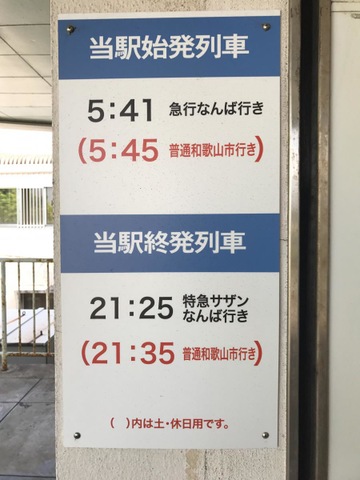 当駅始発列車
5:41 急行なんば行き
(5:45 普通和歌山市行き)
当駅終発列車
21:25 特急サザン
なんば行き
(21:35 普通和歌山市行き)
(　)内は土・休日用です。